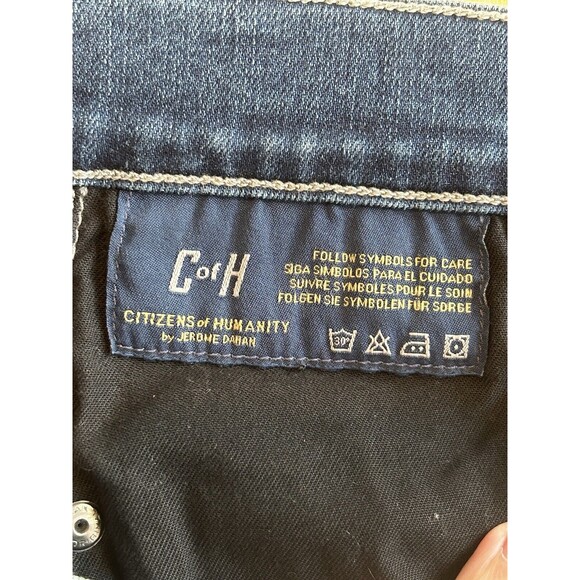 C of H
CITIZENS of HUMANITY
by JEROME DAHAN
FOLLOW SYMBOLS FOR CARE
SIGA SIMBOLOS PARA EL CUIDADO
SUIVRE SYMBOLES POUR LE SOIN
FOLGEN SIE SYMBOLEN FÜR SORGE
30°